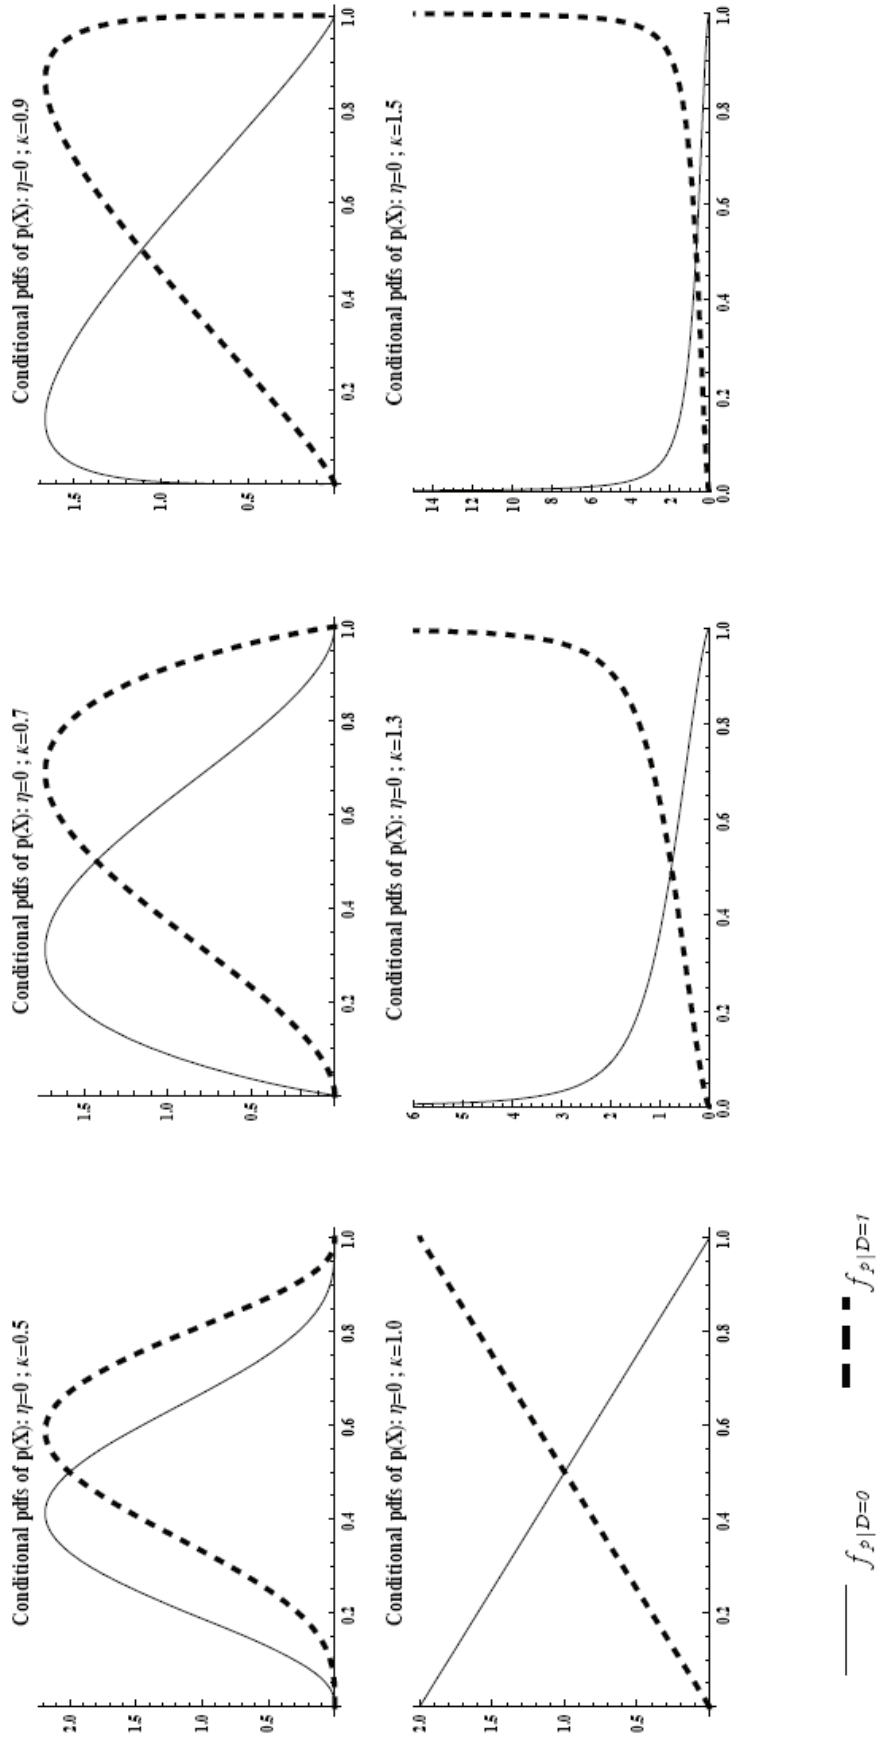 Conditional pdfs of p(X): η=0 ; κ=0.5
2.0
1.5
1.0
0.5
0.2 0.4 0.6 0.8 1.0
Conditional pdfs of p(X): η=0 ; κ=0.7
1.5
1.0
0.5
0.2 0.4 0.6 0.8 1.0
Conditional pdfs of p(X): η=0 ; κ=0.9
1.5
1.0
0.5
0.2 0.4 0.6 0.8 1.0
Conditional pdfs of p(X): η=0 ; κ=1.0
2.0
1.5
1.0
0.5
0.2 0.4 0.6 0.8 1.0
Conditional pdfs of p(X): η=0 ; κ=1.3
6
5
4
3
2
1
0
0.0 0.2 0.4 0.6 0.8 1.0
Conditional pdfs of p(X): η=0 ; κ=1.5
14
12
10
8
6
4
2
0
0.0 0.2 0.4 0.6 0.8 1.0
f p|D=0 f p|D=1